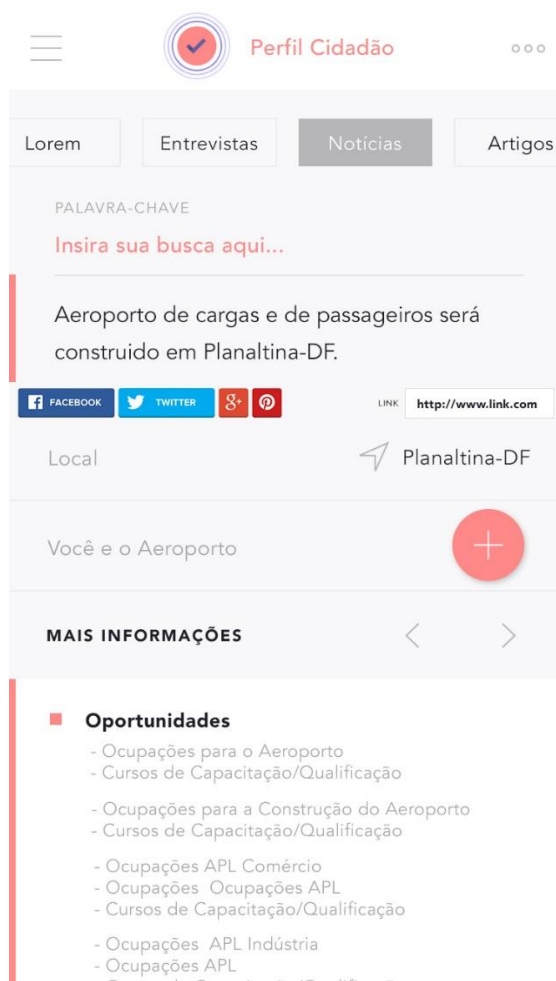 Perfil Cidadão
Lorem
Entrevistas
Notícias
Artigos
PALAVRA-CHAVE
Insira sua busca aqui...
Aeroporto de cargas e de passageiros será
construido em Planaltina-DF.
FACEBOOK
TWITTER
LINK
http://www.link.com
Local
Planaltina-DF
Você e o Aeroporto
MAIS INFORMAÇÕES
Oportunidades
- Ocupações para o Aeroporto
- Cursos de Capacitação/Qualificação
- Ocupações para a Construção do Aeroporto
- Cursos de Capacitação/Qualificação
- Ocupações APL Comércio
- Ocupações Ocupações APL
- Cursos de Capacitação/Qualificação
- Ocupações APL Indústria
- Ocupações APL